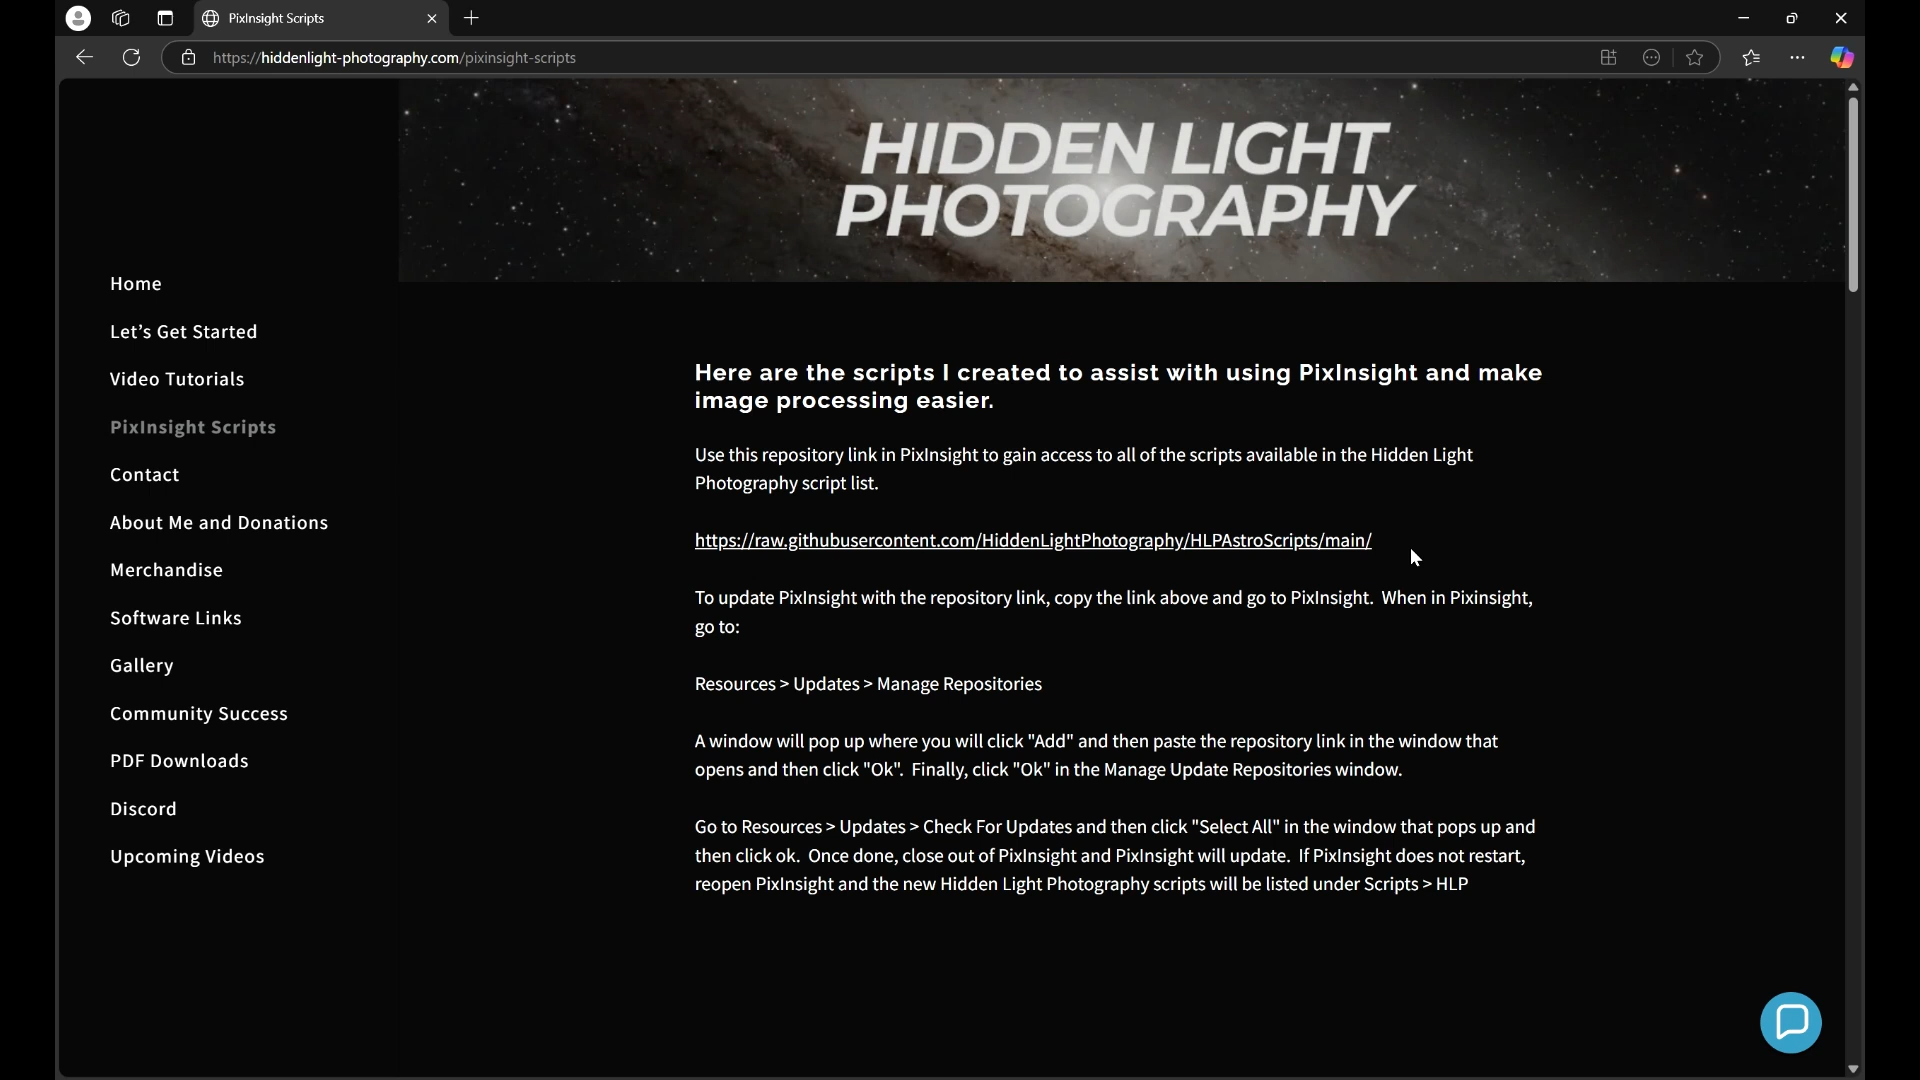 PixInsight Scripts
https://hiddenlight-photography.com/pixinsight-scripts
HIDDEN LIGHT
PHOTOGRAPHY
Home
Let's Get Started
Video Tutorials
PixInsight Scripts
Contact
About Me and Donations
Merchandise
Software Links
Gallery
Community Success
PDF Downloads
Discord
Upcoming Videos
Here are the scripts I created to assist with using PixInsight and make
image processing easier.
Use this repository link in PixInsight to gain access to all of the scripts available in the Hidden Light
Photography script list.
https://raw.githubusercontent.com/HiddenLightPhotography/HLPAstroScripts/main/
To update PixInsight with the repository link, copy the link above and go to PixInsight. When in Pixinsight,
go to:
Resources > Updates > Manage Repositories
A window will pop up where you will click "Add" and then paste the repository link in the window that
opens and then click "Ok". Finally, click "Ok" in the Manage Update Repositories window.
Go to Resources > Updates > Check For Updates and then click "Select All" in the window that pops up and
then click ok. Once done, close out of PixInsight and PixInsight will update. If PixInsight does not restart,
reopen PixInsight and the new Hidden Light Photography scripts will be listed under Scripts > HLP